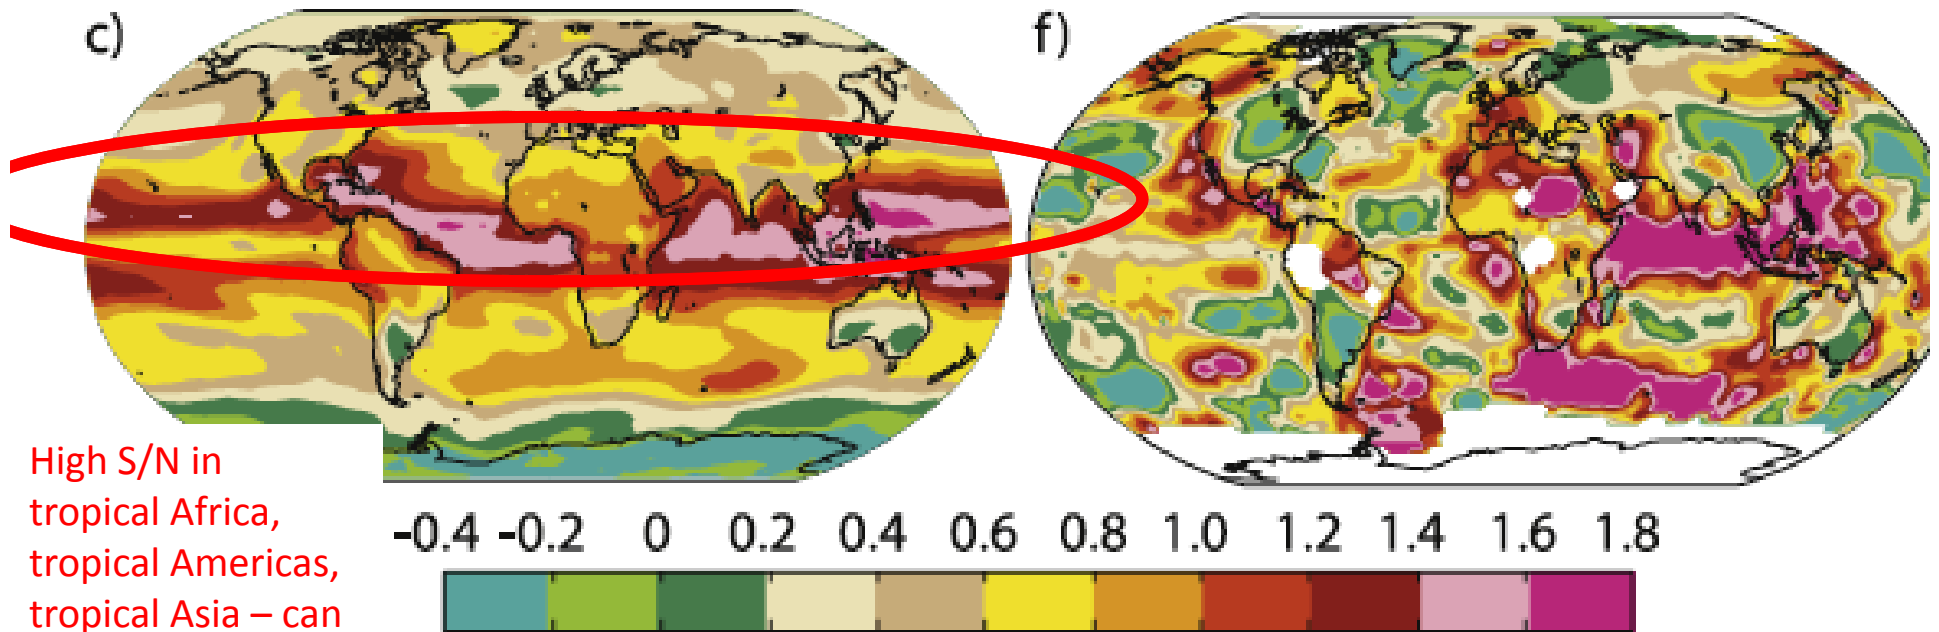 c)
f)
High S/N in
tropical Africa,
tropical Americas,
tropical Asia – can
-0.4 -0.2 0 0.2 0.4 0.6 0.8 1.0 1.2 1.4 1.6 1.8